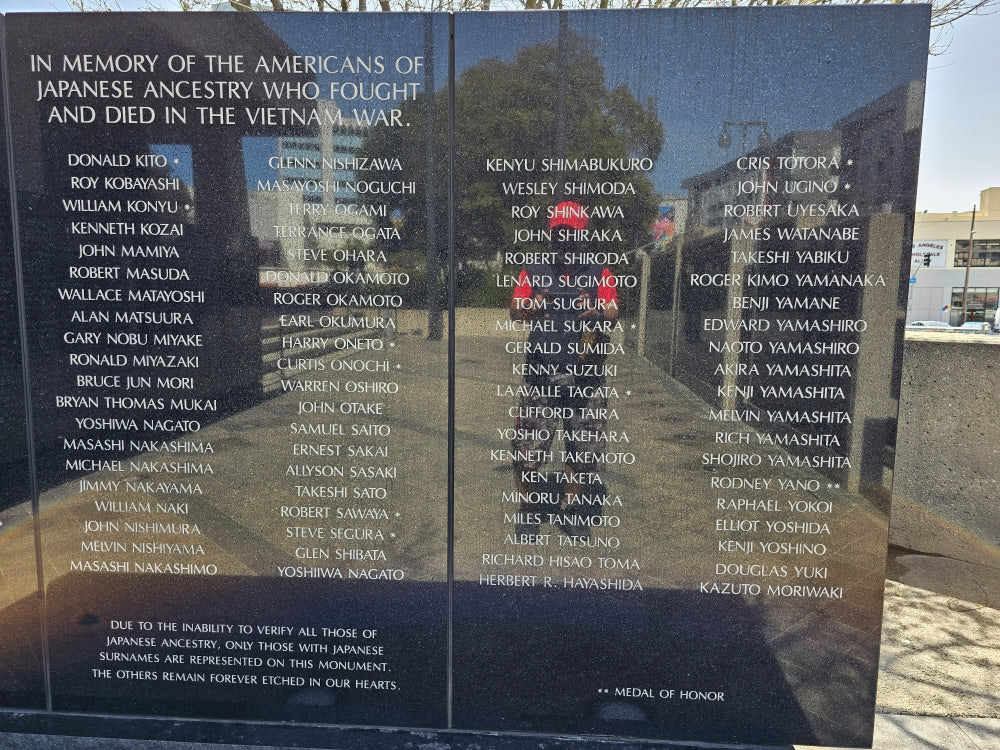 IN MEMORY OF THE AMERICANS OF
JAPANESE ANCESTRY WHO FOUGHT
AND DIED IN THE VIETNAM WAR.
DONALD KITO *
ROY KOBAYASHI
WILLIAM KONYU *
KENNETH KOZAI
JOHN MAMIYA
ROBERT MASUDA
WALLACE MATAYOSHI
ALAN MATSUURA
GARY NOBU MIYAKE
RONALD MIYAZAKI
BRUCE JUN MORI
BRYAN THOMAS MUKAI
YOSHIWA NAGATO
MASASHI NAKASHIMA
MICHAEL NAKASHIMA
JIMMY NAKAYAMA
WILLIAM NAKI
JOHN NISHIMURA
MELVIN NISHIYAMA
MASASHI NAKASHIMO
GLENN NISHIZAWA
MASAYOSHI NOGUCHI
TERRY OGAMI
TERRANCE OGATA
STEVE OHARA
DONALD OKAMOTO
ROGER OKAMOTO
EARL OKUMURA
HARRY ONETO *
CURTIS ONOCHI *
WARREN OSHIRO
JOHN OTAKE
SAMUEL SAITO
ERNEST SAKAI
ALLYSON SASAKI
TAKESHI SATO
ROBERT SAWAYA *
STEVE SEGURA *
GLEN SHIBATA
YOSHIIWA NAGATO
KENYU SHIMABUKURO
WESLEY SHIMODA
ROY SHINKAWA
JOHN SHIRAKA
ROBERT SHIRODA
LENARD SUGIMOTO
TOM SUGIURA
MICHAEL SUKARA *
GERALD SUMIDA
KENNY SUZUKI
LAAVALLE TAGATA *
CLIFFORD TAIRA
YOSHIO TAKEHARA
KENNETH TAKEMOTO
KEN TAKETA
MINORU TANAKA
MILES TANIMOTO
ALBERT TATSUNO
RICHARD HISAO TOMA
HERBERT R. HAYASHIDA
CRIS TOTORA *
JOHN UGINO *
ROBERT UYESAKA
JAMES WATANABE
TAKESHI YABIKU
ROGER KIMO YAMANAKA
BENJI YAMANE
EDWARD YAMASHIRO
NAOTO YAMASHIRO
AKIRA YAMASHITA
KENJI YAMASHITA
MELVIN YAMASHITA
RICH YAMASHITA
SHOJIRO YAMASHITA
RODNEY YANO **
RAPHAEL YOKOI
ELLIOT YOSHIDA
KENJI YOSHINO
DOUGLAS YUKI
KAZUTO MORIWAKI
DUE TO THE INABILITY TO VERIFY ALL THOSE OF
JAPANESE ANCESTRY, ONLY THOSE WITH JAPANESE
SURNAMES ARE REPRESENTED ON THIS MONUMENT.
THE OTHERS REMAIN FOREVER ETCHED IN OUR HEARTS.
** MEDAL OF HONOR